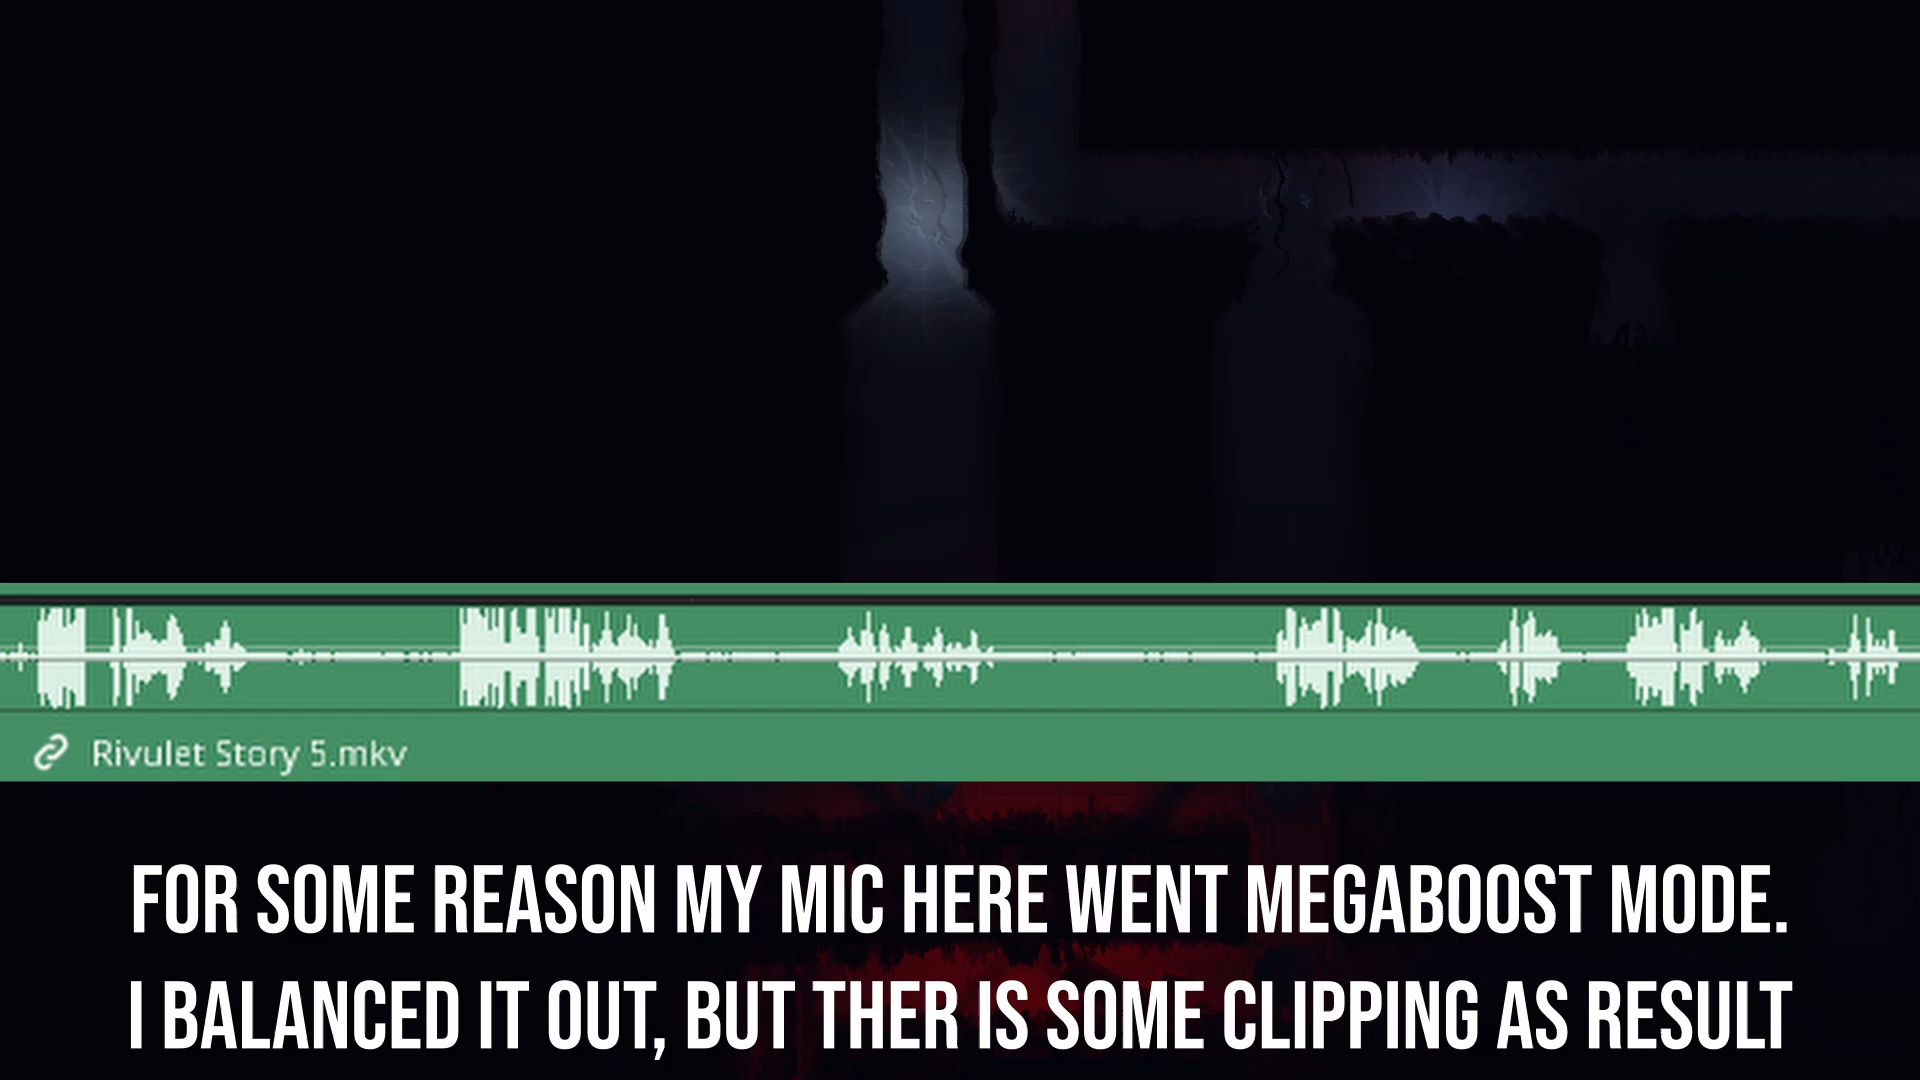 Rivulet Story 5.mkv
FOR SOME REASON MY MIC HERE WENT MEGABOOST MODE.
I BALANCED IT OUT, BUT THER IS SOME CLIPPING AS RESULT